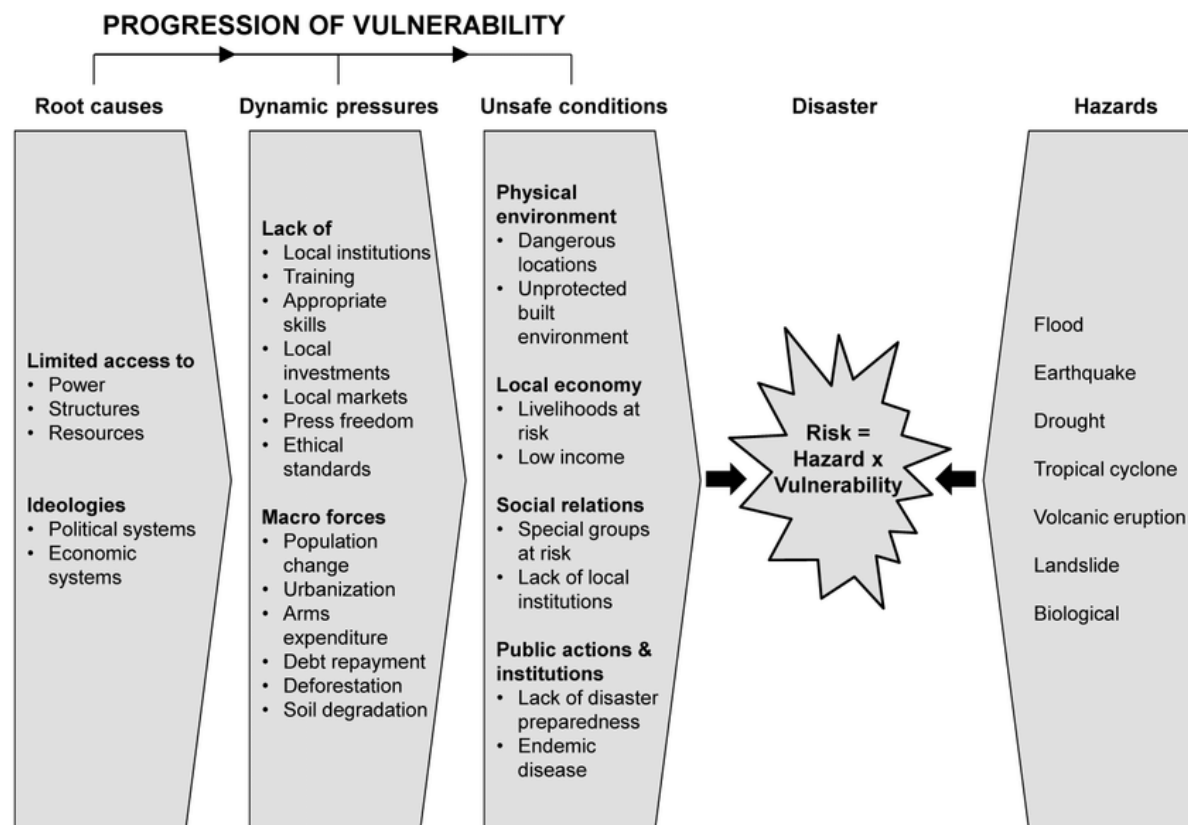 PROGRESSION OF VULNERABILITY
Root causes
Dynamic pressures
Unsafe conditions
Disaster
Hazards
Limited access to
• Power
• Structures
• Resources
Ideologies
• Political systems
• Economic
systems
Lack of
• Local institutions
• Training
• Appropriate
skills
• Local
investments
• Local markets
• Press freedom
• Ethical
standards
Macro forces
• Population
change
• Urbanization
• Arms
expenditure
• Debt repayment
• Deforestation
• Soil degradation
Physical
environment
• Dangerous
locations
• Unprotected
built
environment
Local economy
• Livelihoods at
risk
• Low income
Social relations
• Special groups
at risk
• Lack of local
institutions
Public actions &
institutions
• Lack of disaster
preparedness
• Endemic
disease
Risk =
Hazard x
Vulnerability
Flood
Earthquake
Drought
Tropical cyclone
Volcanic eruption
Landslide
Biological